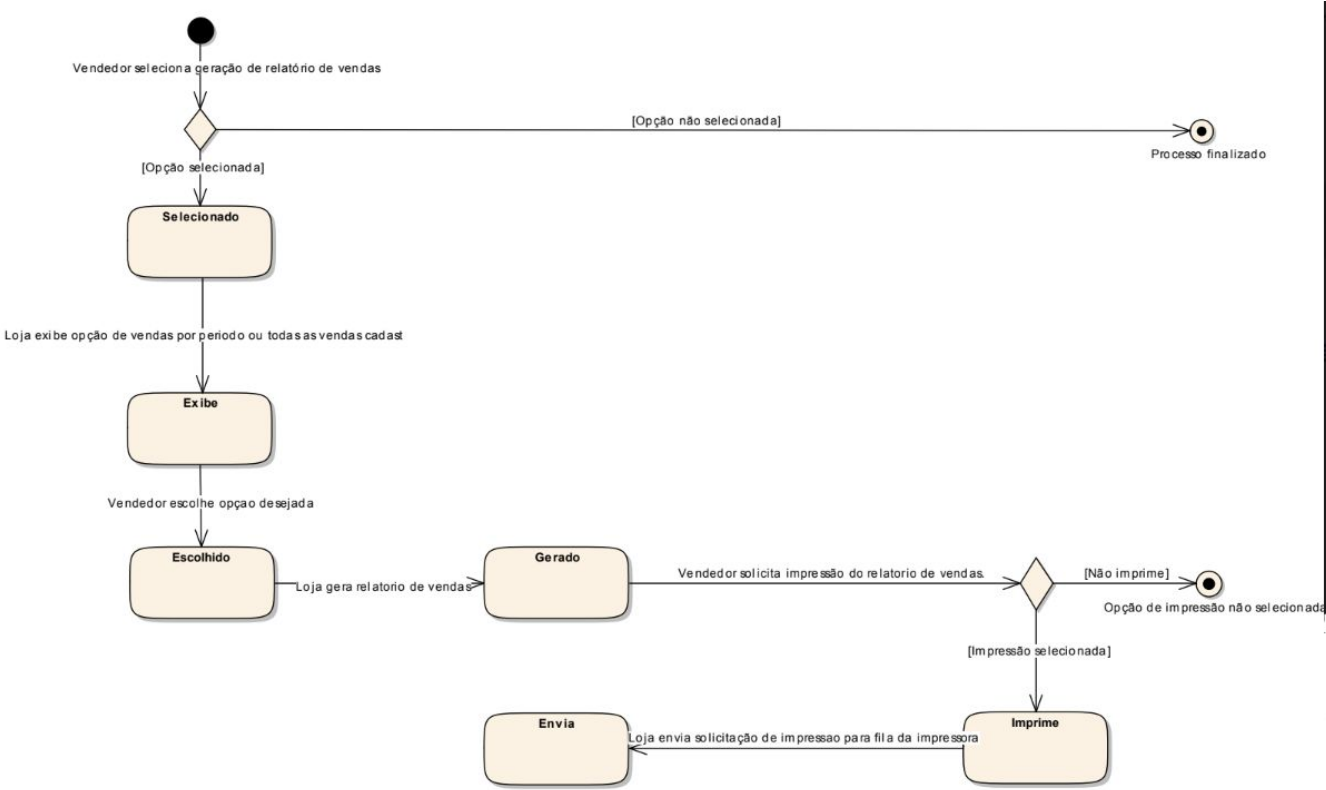 Vendedor seleciona geração de relatório de vendas
[Opção não selecionada]
Processo finalizado
[Opção selecionada]
Selecionado
Loja exibe opção de vendas por periodo ou todas as vendas cadast
Exibe
Vendedor escolhe opçao desejada
Escolhido
Loja gera relatorio de vendas
Gerado
Vendedor solicita impressão do relatorio de vendas.
[Não imprime]
Opção de impressão não selecionada
[Impressão selecionada]
Envia
Loja envia solicitação de impressao para fila da impressora
Imprime